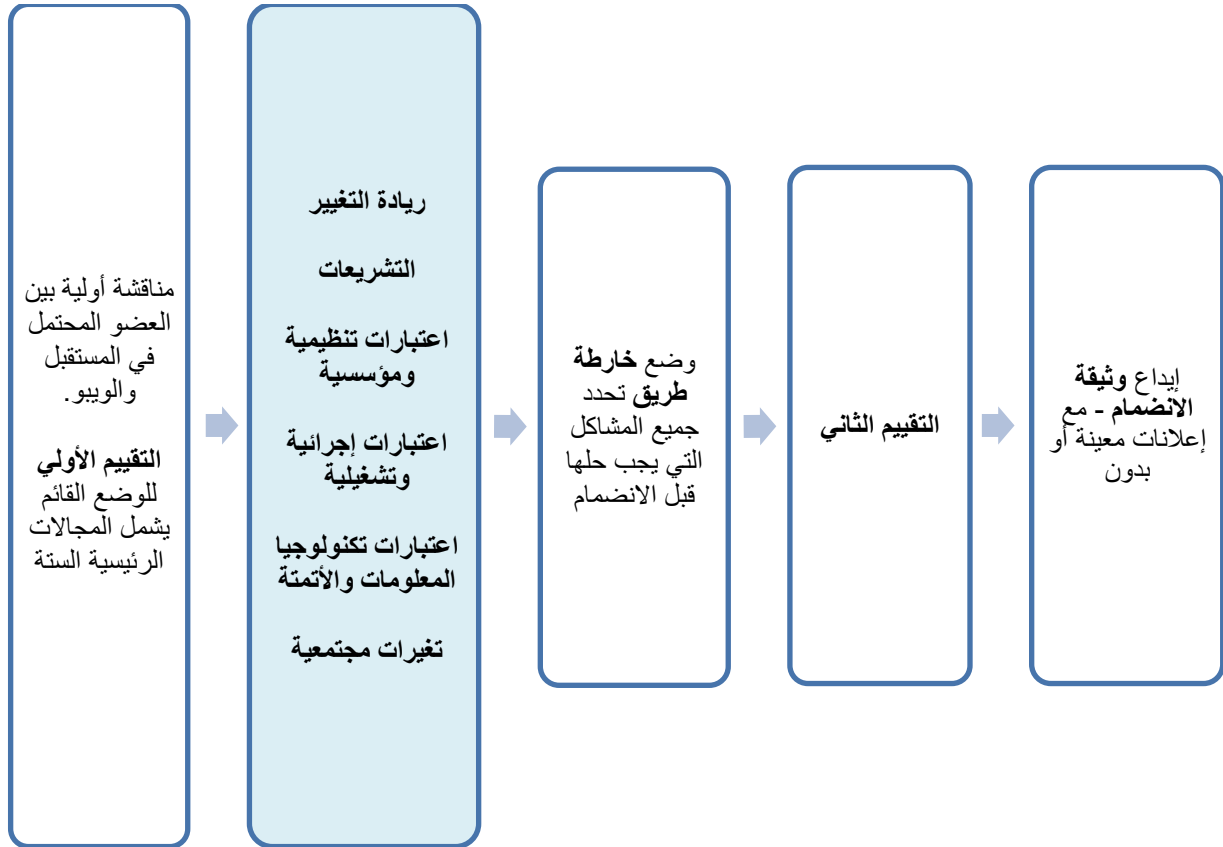 مناقشة أولية بين
العضو المحتمل
في المستقبل
والويبو.
التقييم الأولي
للوضع القائم
يشمل المجالات
الرئيسية الستة
ريادة التغيير
التشريعات
اعتبارات تنظيمية
ومؤسسية
اعتبارات إجرائية
وتشغيلية
اعتبارات تكنولوجيا
المعلومات والأتمتة
تغيرات مجتمعية
وضع خارطة
طريق تحدد
جميع المشاكل
التي يجب حلها
قبل الانضمام
التقييم الثاني
إيداع وثيقة
الانضمام - مع
إعلانات معينة أو
بدون